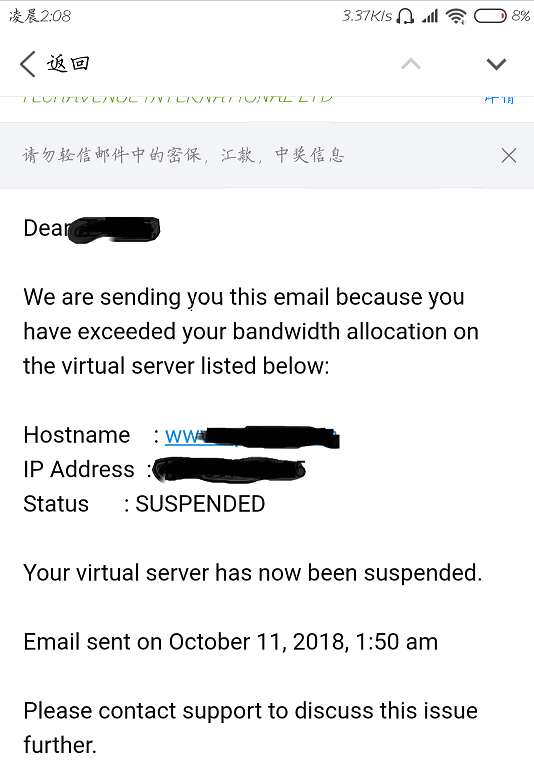 凌晨2:08 3.37K/s 8%
返回
TECHAVENUE INTERNATIONAL LTD 详情
请勿轻信邮件中的密保，汇款，中奖信息
Dear
We are sending you this email because you
have exceeded your bandwidth allocation on
the virtual server listed below:
Hostname : ww
IP Address :
Status : SUSPENDED
Your virtual server has now been suspended.
Email sent on October 11, 2018, 1:50 am
Please contact support to discuss this issue
further.